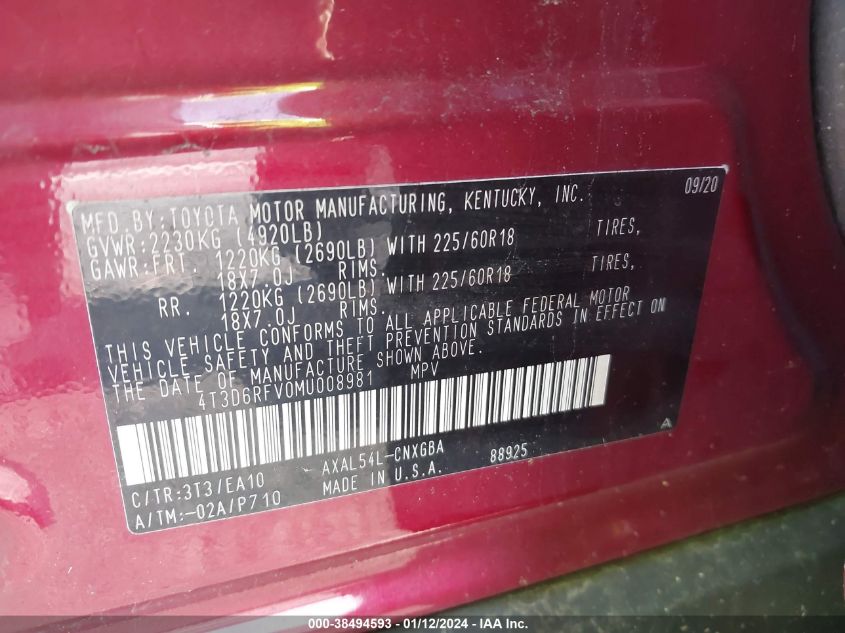 09/20
MFD. BY:TOYOTA MOTOR MANUFACTURING, KENTUCKY, INC.
GVWR:2230KG (4920LB)
GAWR:FRT. 1220KG (2690LB) WITH 225/60R18 TIRES,
18X7.0J RIMS.
RR. 1220KG (2690LB) WITH 225/60R18 TIRES,
18X7.0J RIMS.
THIS VEHICLE CONFORMS TO ALL APPLICABLE FEDERAL MOTOR
VEHICLE SAFETY AND THEFT PREVENTION STANDARDS IN EFFECT ON
THE DATE OF MANUFACTURE SHOWN ABOVE.
4T3D6RFV0MU008981 MPV
A
C/TR:3T3/EA10 AXAL54L-CNXGBA 88925
A/TM:-02A/P710 MADE IN U.S.A.
000-38494593 - 01/12/2024 - IAA Inc.